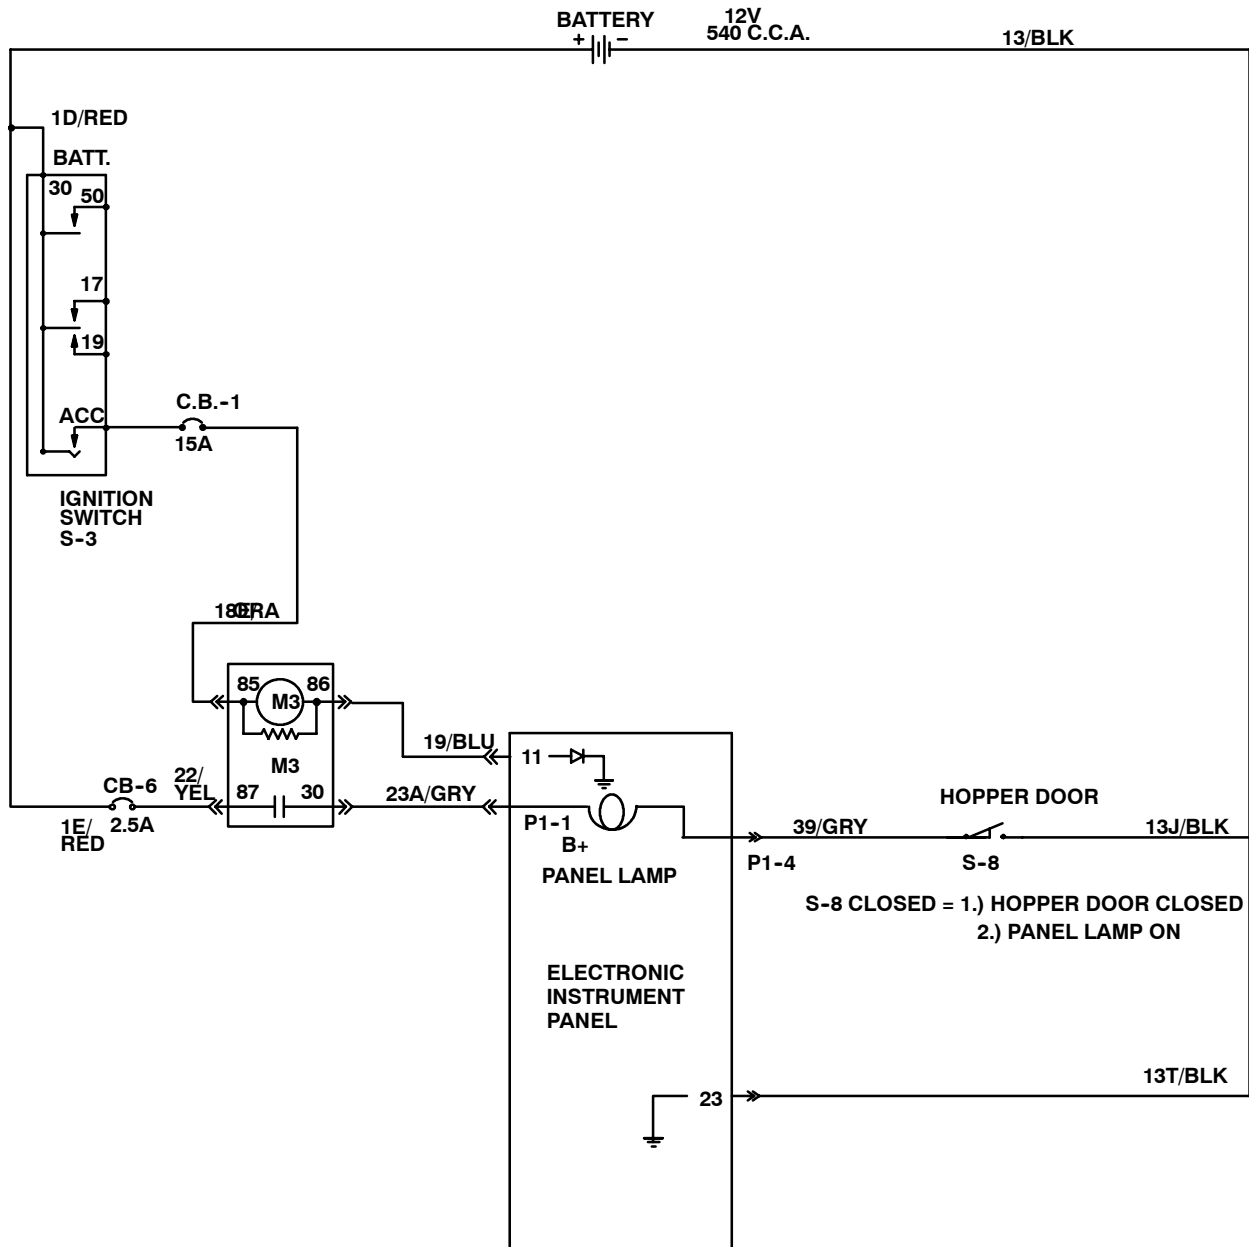 BATTERY
12V
540 C.C.A.
+
-
13/BLK
1D/RED
BATT.
30
50
17
19
ACC
C.B.-1
15A
IGNITION
SWITCH
S-3
85
M3
86
19/BLU
11
M3
CB-6
2.5A
22/
YEL
87
30
23A/GRY
1E/
RED
P1-1
B+
PANEL LAMP
HOPPER DOOR
39/GRY
13J/BLK
P1-4
S-8
S-8 CLOSED = 1.) HOPPER DOOR CLOSED
2.) PANEL LAMP ON
ELECTRONIC
INSTRUMENT
PANEL
23
13T/BLK